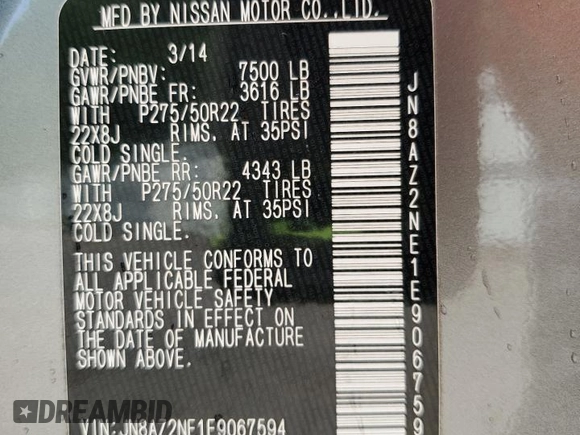 MFD BY NISSAN MOTOR CO.,LTD.
DATE: 3/14
GVWR/PNBV: 7500 LB
GAWR/PNBE FR: 3616 LB
WITH P275/50R22 TIRES
22X8J RIMS, AT 35PSI
COLD SINGLE.
GAWR/PNBE RR: 4343 LB
WITH P275/50R22 TIRES
22X8J RIMS, AT 35PSI
COLD SINGLE.
THIS VEHICLE CONFORMS TO
ALL APPLICABLE FEDERAL
MOTOR VEHICLE SAFETY
STANDARDS IN EFFECT ON
THE DATE OF MANUFACTURE
SHOWN ABOVE.
VIN:JN8AZ2NE1E9067594
JN8AZ2NE1E906759
DREAMBID